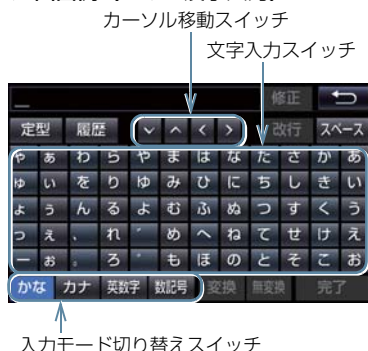 カーソル移動スイッチ
文字入力スイッチ
修正
定型 履歴 改行 スペース
ゃ ぁ わ ら や ま は な た さ か あ
ゅ ぃ を り ゆ み ひ に ち し き い
ょ ぅ ん る よ む ふ ぬ つ す く う
っ ぇ 、 れ ゛ め へ ね て せ け え
ー ぉ 。 ろ ゜ も ほ の と そ こ お
かな カナ 英数字 数記号 変換 無変換 完了
入力モード切り替えスイッチ